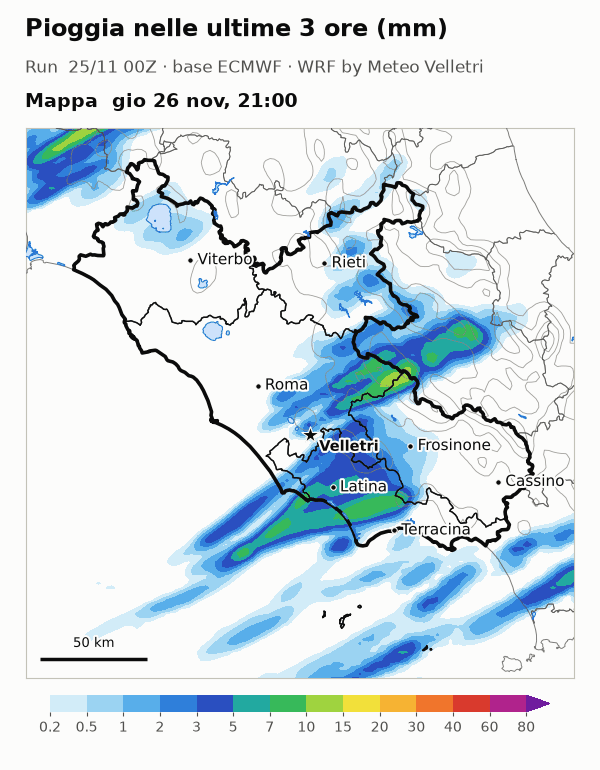 Pioggia nelle ultime 3 ore (mm)
Run  25/11 00Z · base ECMWF · WRF by Meteo Velletri
Mappa  gio 26 nov, 21:00
Viterbo
Rieti
Roma
Velletri
Frosinone
Latina
Cassino
Terracina
50 km
0.2 0.5 1 2 3 5 7 10 15 20 30 40 60 80